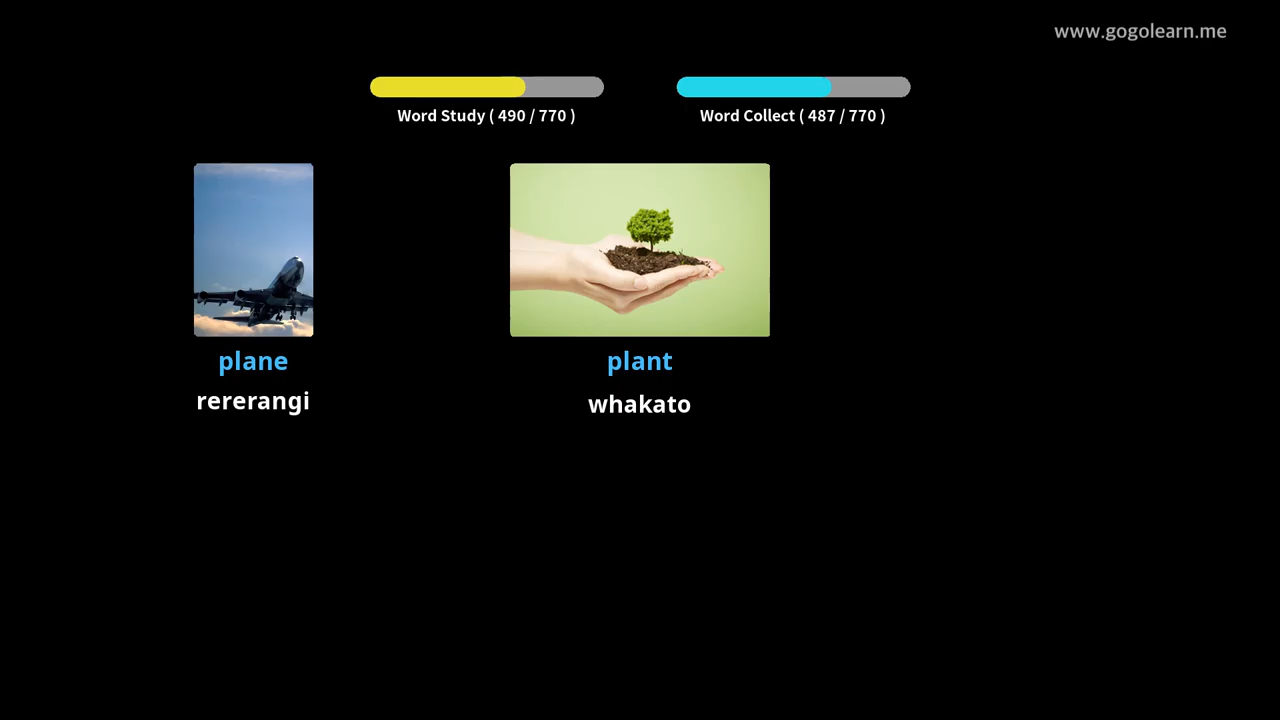 www.gogolearn.me
Word Study ( 490 / 770 )
Word Collect ( 487 / 770 )
plane
rererangi
plant
whakato